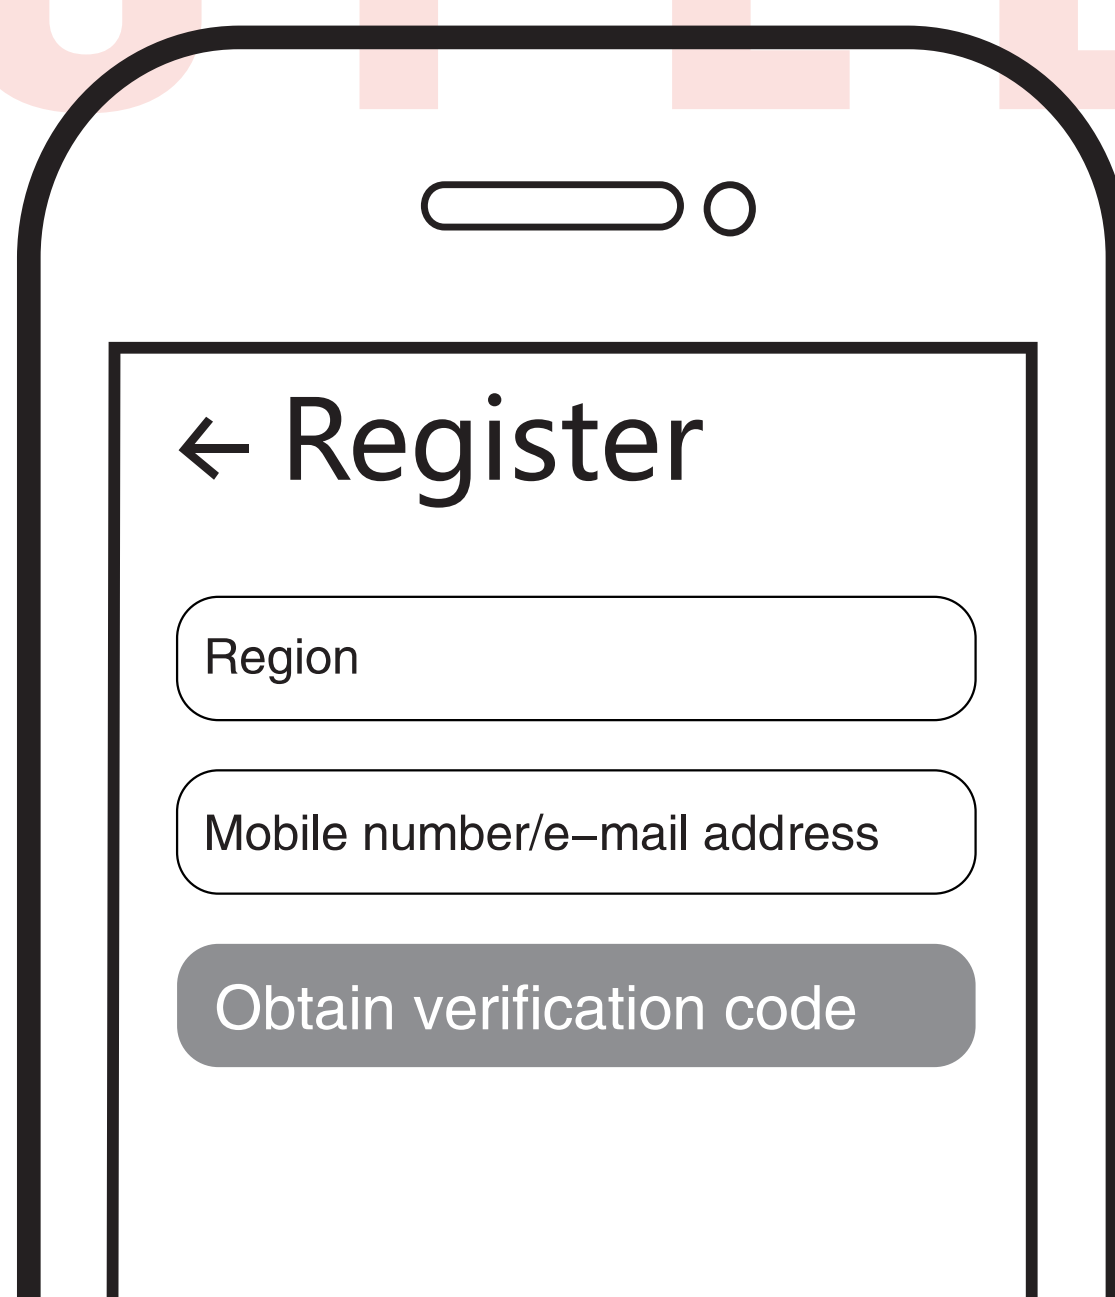 ← Register
Region
Mobile number/e–mail address
Obtain verification code